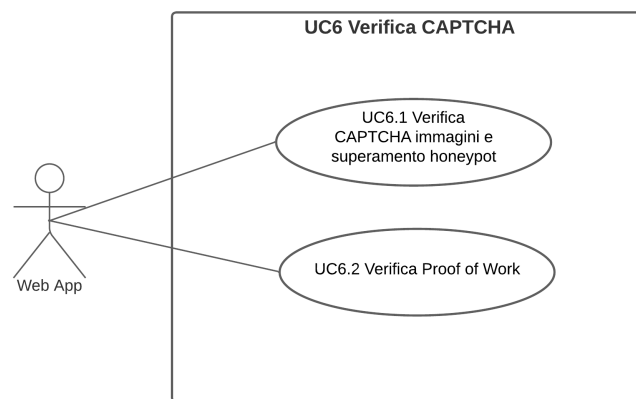 UC6 Verifica CAPTCHA
UC6.1 Verifica
CAPTCHA immagini e
superamento honeypot
UC6.2 Verifica Proof of Work
Web App